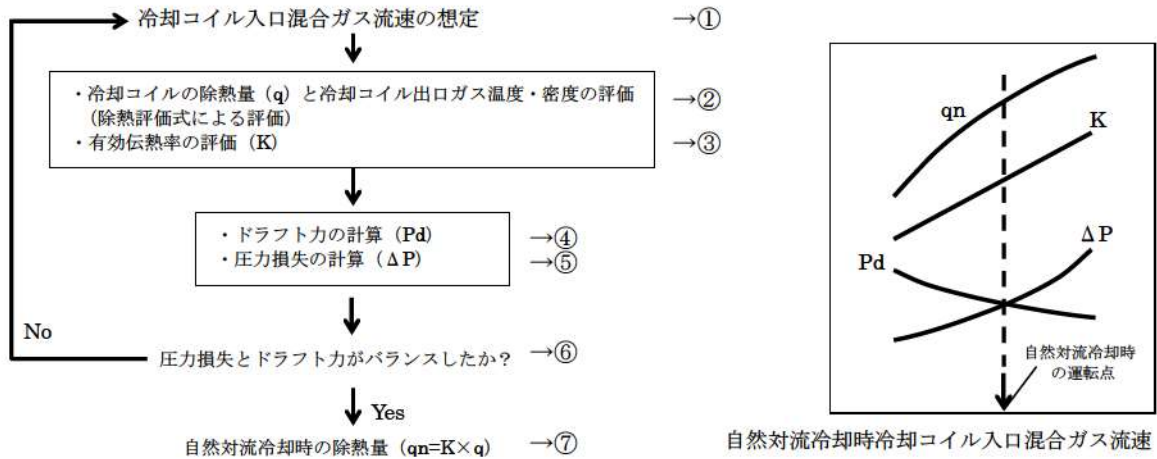 冷却コイル入口混合ガス流速の想定 →①
・冷却コイルの除熱量（q）と冷却コイル出口ガス温度・密度の評価 →②
（除熱評価式による評価）
・有効伝熱率の評価（K） →③
・ドラフト力の計算（Pd） →④
・圧力損失の計算（ΔP） →⑤
No
圧力損失とドラフト力がバランスしたか？ →⑥
Yes
自然対流冷却時の除熱量（qn=K×q） →⑦
qn
K
ΔP
Pd
自然対流冷却時
の運転点
自然対流冷却時冷却コイル入口混合ガス流速